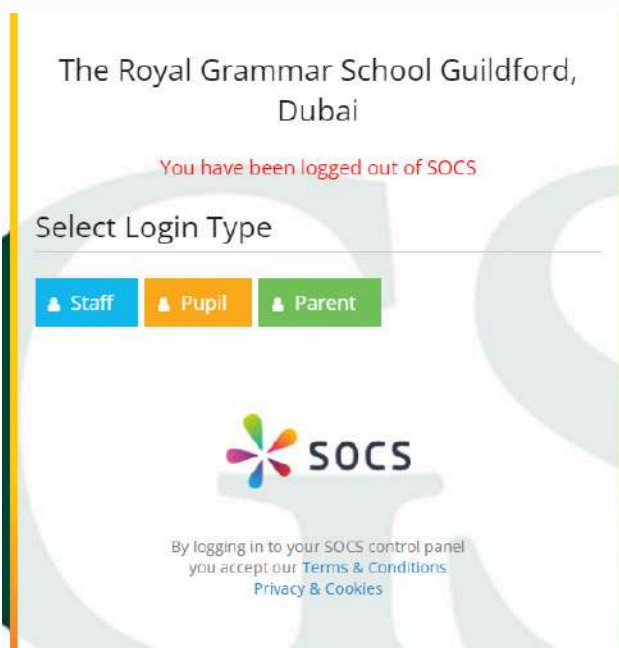 The Royal Grammar School Guildford,
Dubai
You have been logged out of SOCS
Select Login Type
Staff
Pupil
Parent
socs
By logging in to your SOCS control panel
you accept our Terms & Conditions
Privacy & Cookies